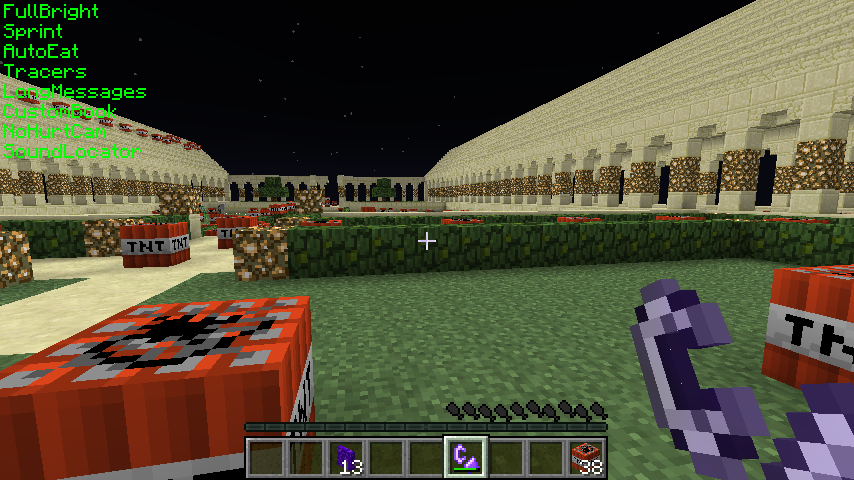 FullBright
Sprint
AutoEat
Tracers
LongMessages
CustomBook
NoHurtCam
SoundLocator
TNT TNT
TNT
13
38